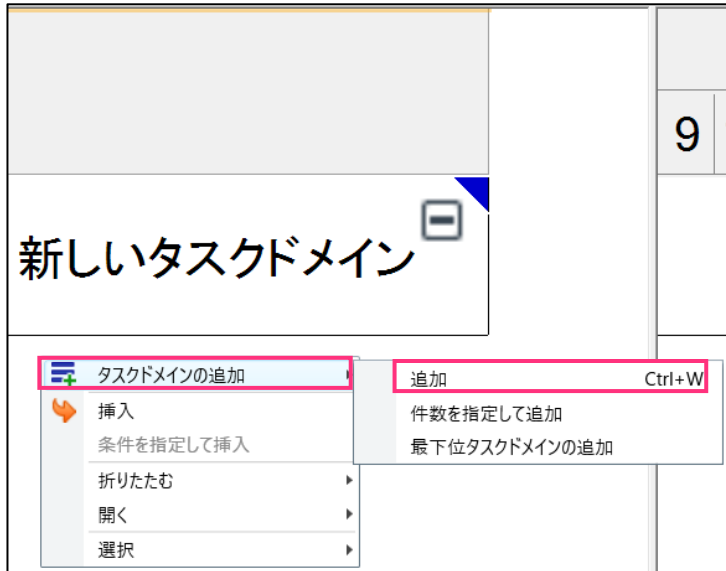 9
新しいタスクドメイン
タスクドメインの追加
追加 Ctrl+W
挿入
件数を指定して追加
条件を指定して挿入
最下位タスクドメインの追加
折りたたむ
開く
選択